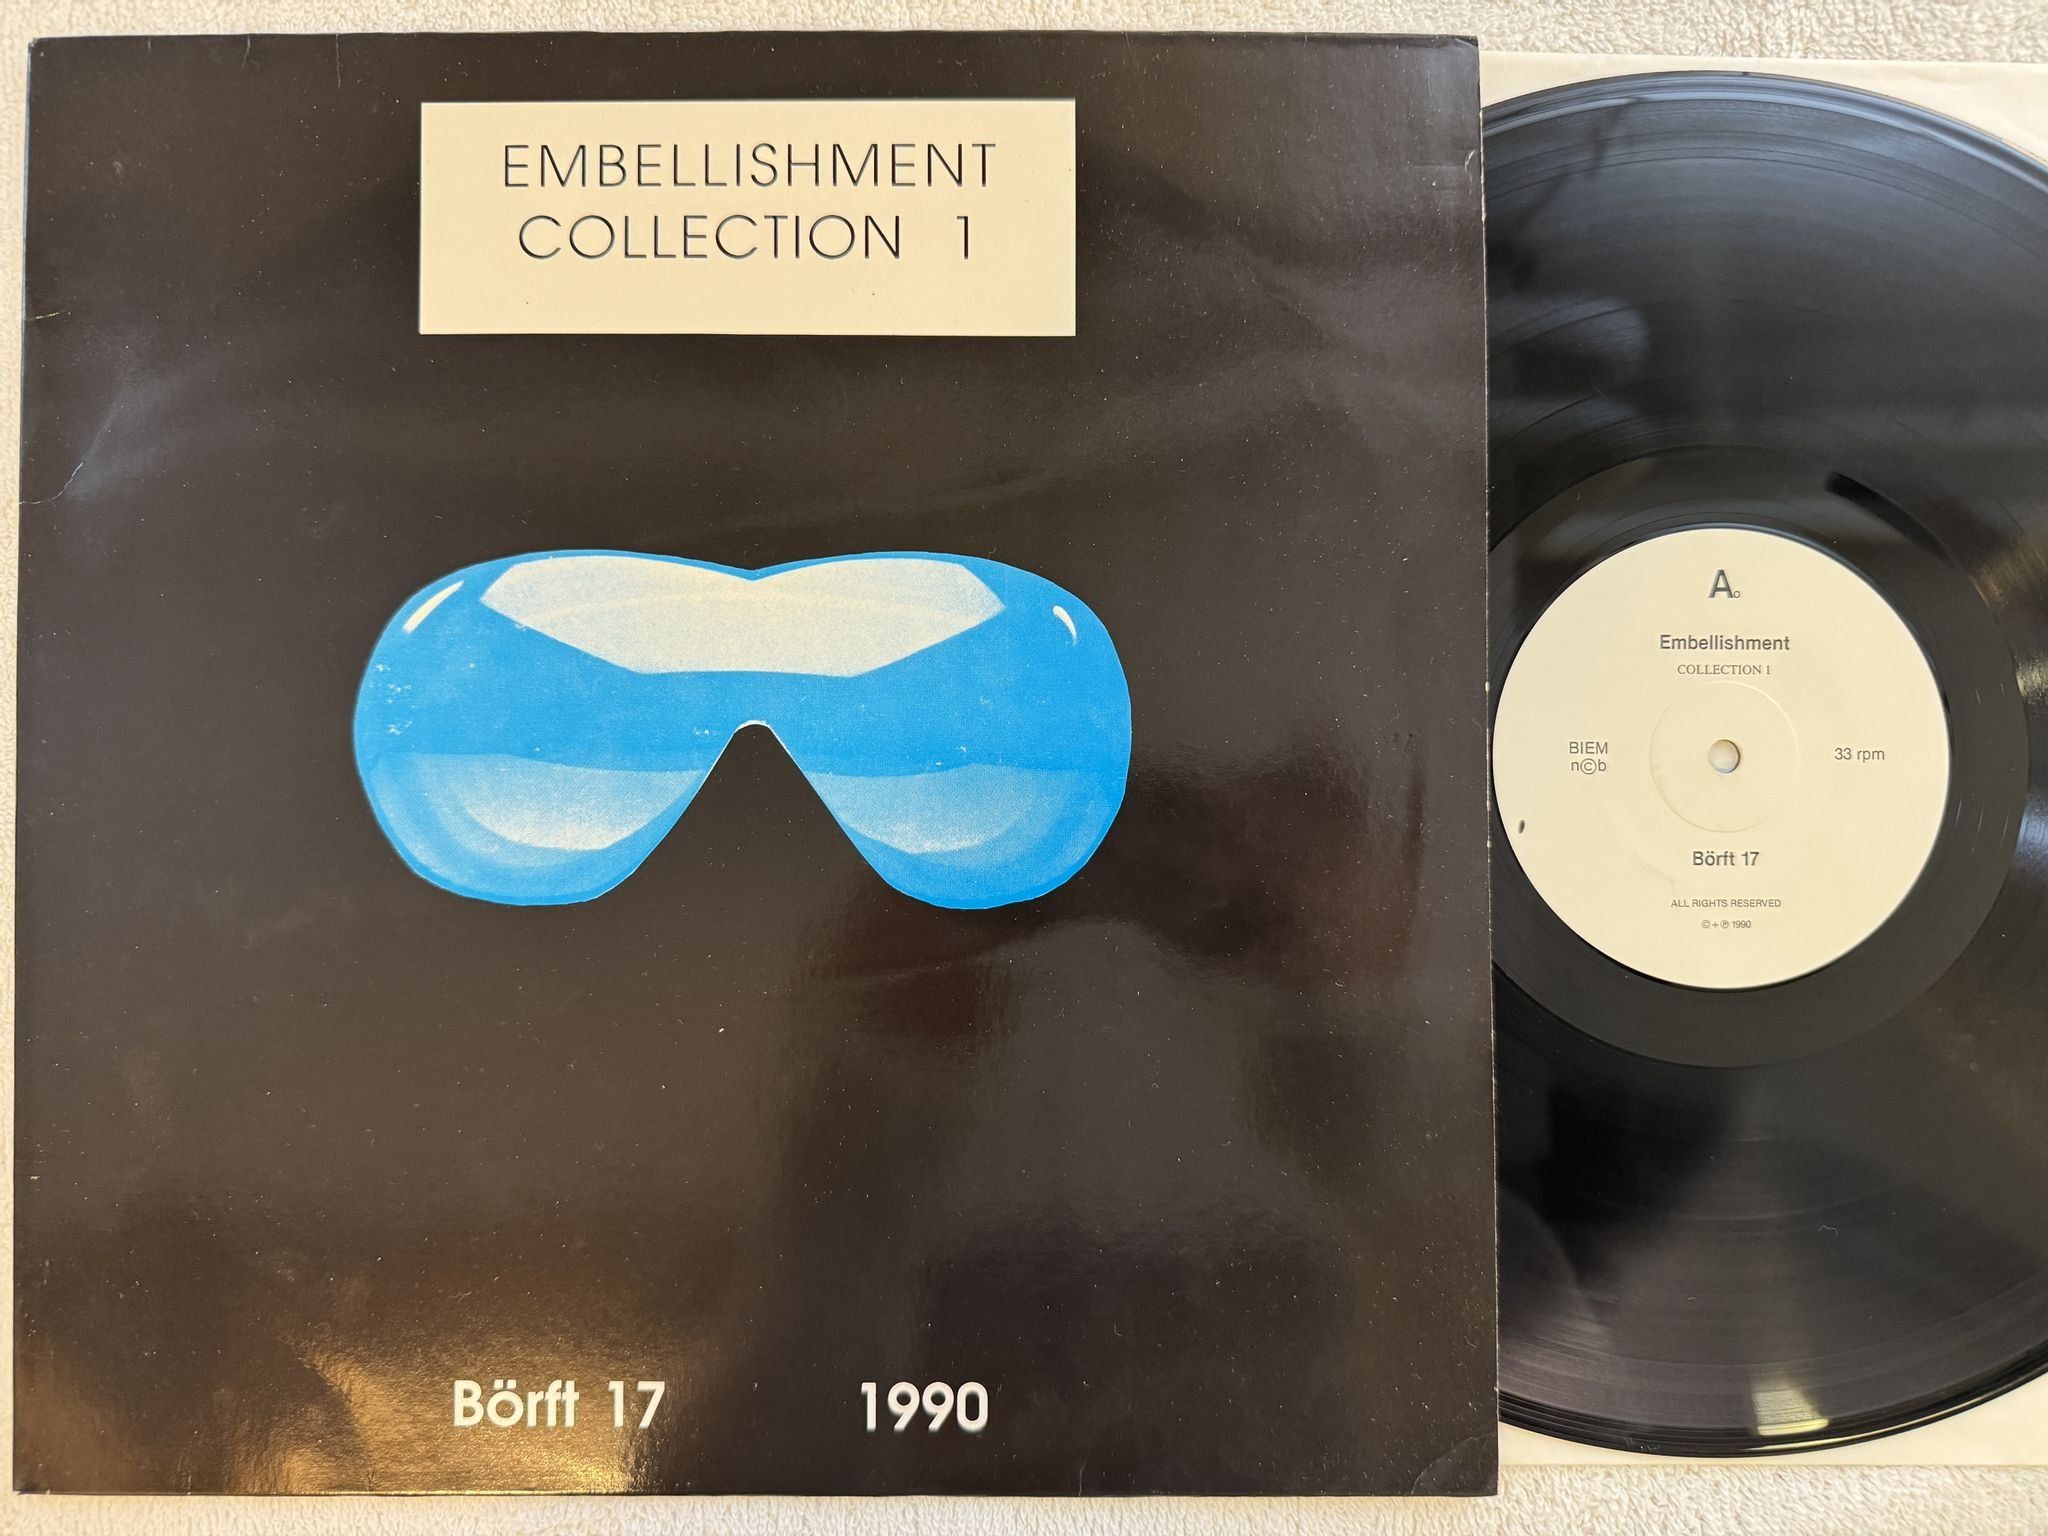 EMBELLISHMENT
COLLECTION 1
Börft 17 1990
A.
Embellishment
COLLECTION 1
BIEM
n©b
33 rpm
Börft 17
ALL RIGHTS RESERVED
© + ℗ 1990